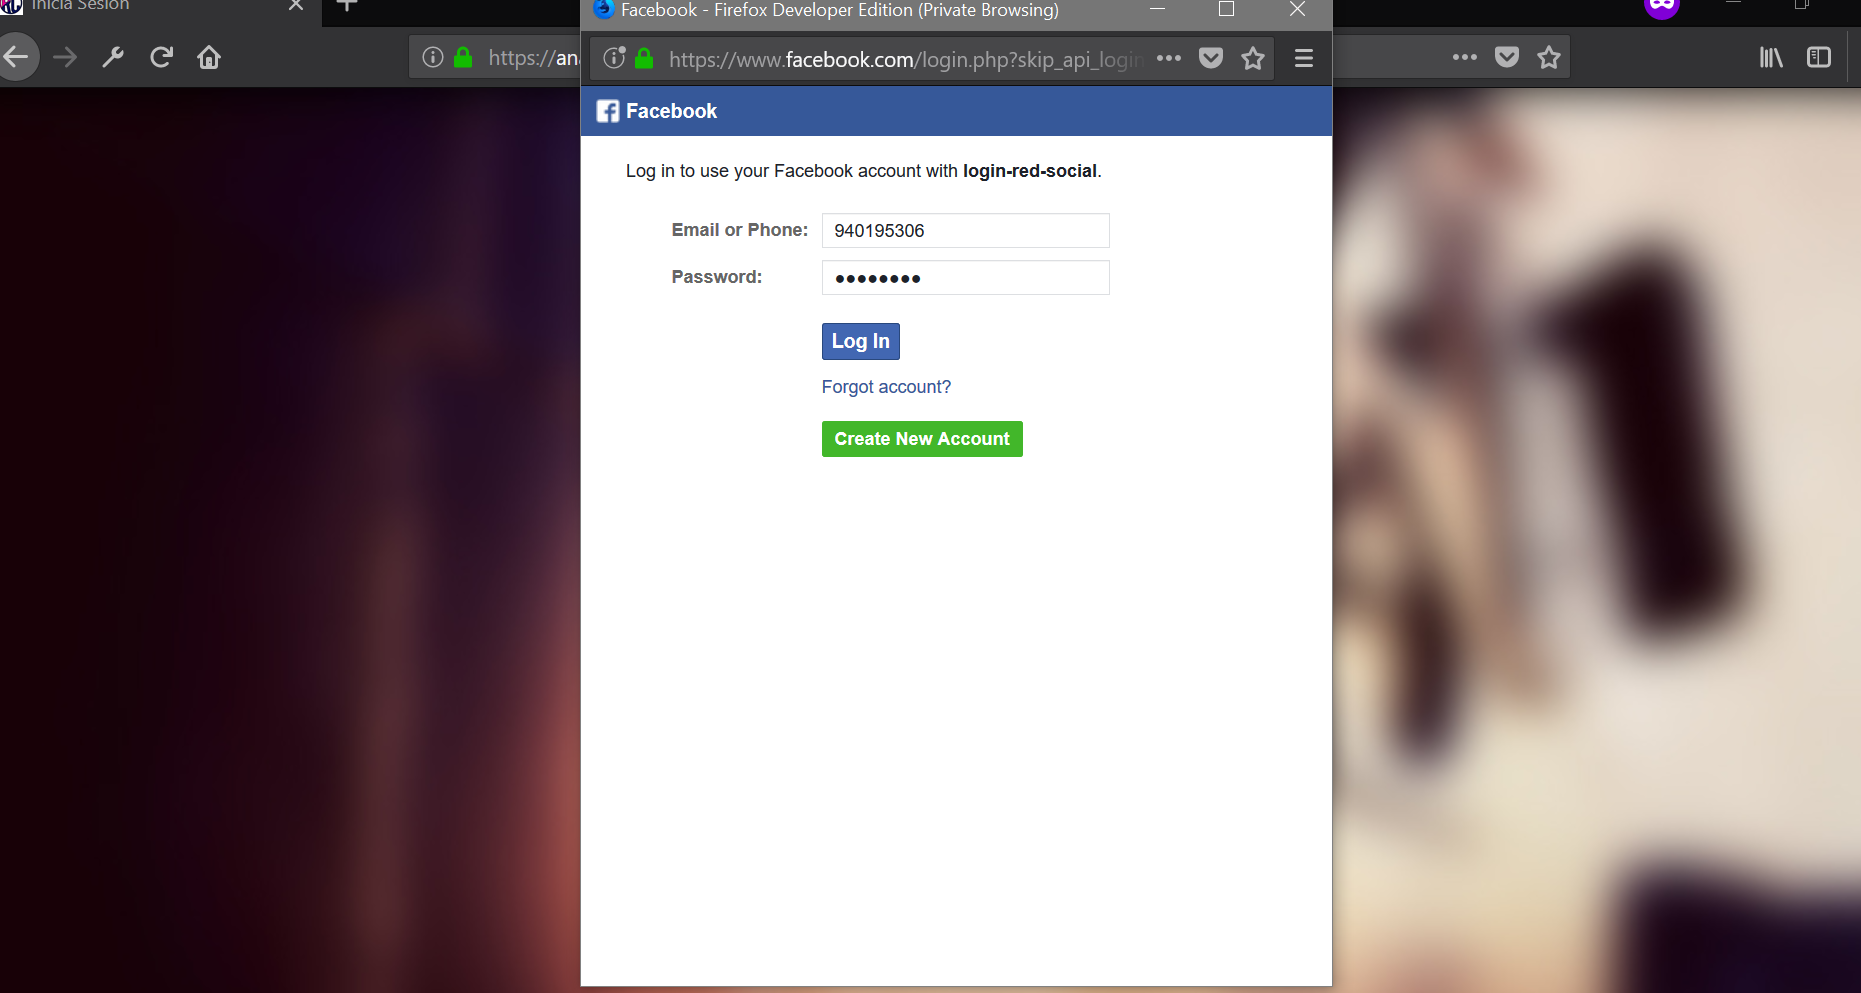 Inicia Sesión
Facebook - Firefox Developer Edition (Private Browsing)
https://an
https://www.facebook.com/login.php?skip_api_login
Facebook
Log in to use your Facebook account with login-red-social.
Email or Phone: 940195306
Password: ••••••••
Log In
Forgot account?
Create New Account